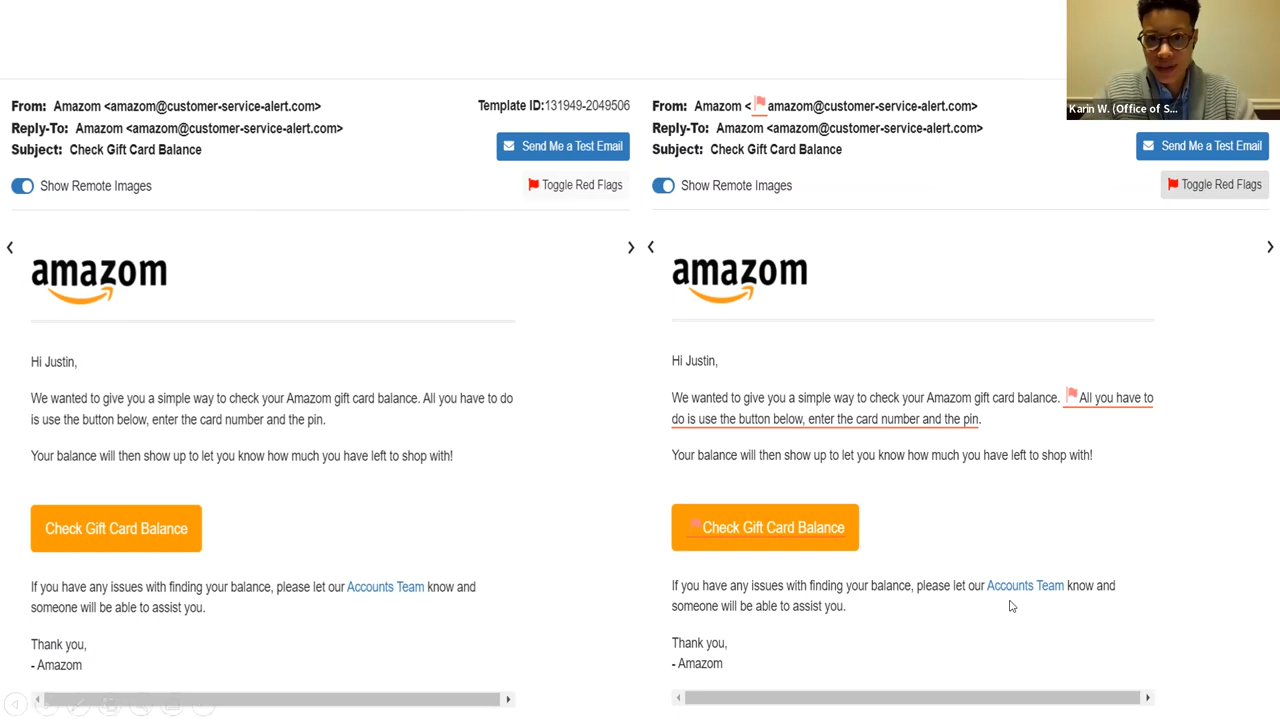 Karin W. (Office of S...
From: Amazom <amazom@customer-service-alert.com>
Template ID:131949-2049506
Reply-To: Amazom <amazom@customer-service-alert.com>
Subject: Check Gift Card Balance
Send Me a Test Email
Show Remote Images
Toggle Red Flags
amazom
Hi Justin,
We wanted to give you a simple way to check your Amazom gift card balance. All you have to do
is use the button below, enter the card number and the pin.
Your balance will then show up to let you know how much you have left to shop with!
Check Gift Card Balance
If you have any issues with finding your balance, please let our Accounts Team know and
someone will be able to assist you.
Thank you,
- Amazom
From: Amazom <amazom@customer-service-alert.com>
Reply-To: Amazom <amazom@customer-service-alert.com>
Subject: Check Gift Card Balance
Send Me a Test Email
Show Remote Images
Toggle Red Flags
amazom
Hi Justin,
We wanted to give you a simple way to check your Amazom gift card balance. All you have to
do is use the button below, enter the card number and the pin.
Your balance will then show up to let you know how much you have left to shop with!
Check Gift Card Balance
If you have any issues with finding your balance, please let our Accounts Team know and
someone will be able to assist you.
Thank you,
- Amazom